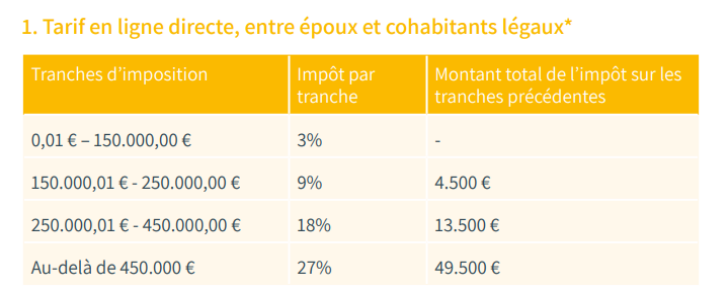 1. Tarif en ligne directe, entre époux et cohabitants légaux*
Tranches d'imposition Impôt par tranche Montant total de l'impôt sur les tranches précédentes
0,01 € – 150.000,00 € 3% -
150.000,01 € - 250.000,00 € 9% 4.500 €
250.000,01 € - 450.000,00 € 18% 13.500 €
Au-delà de 450.000 € 27% 49.500 €